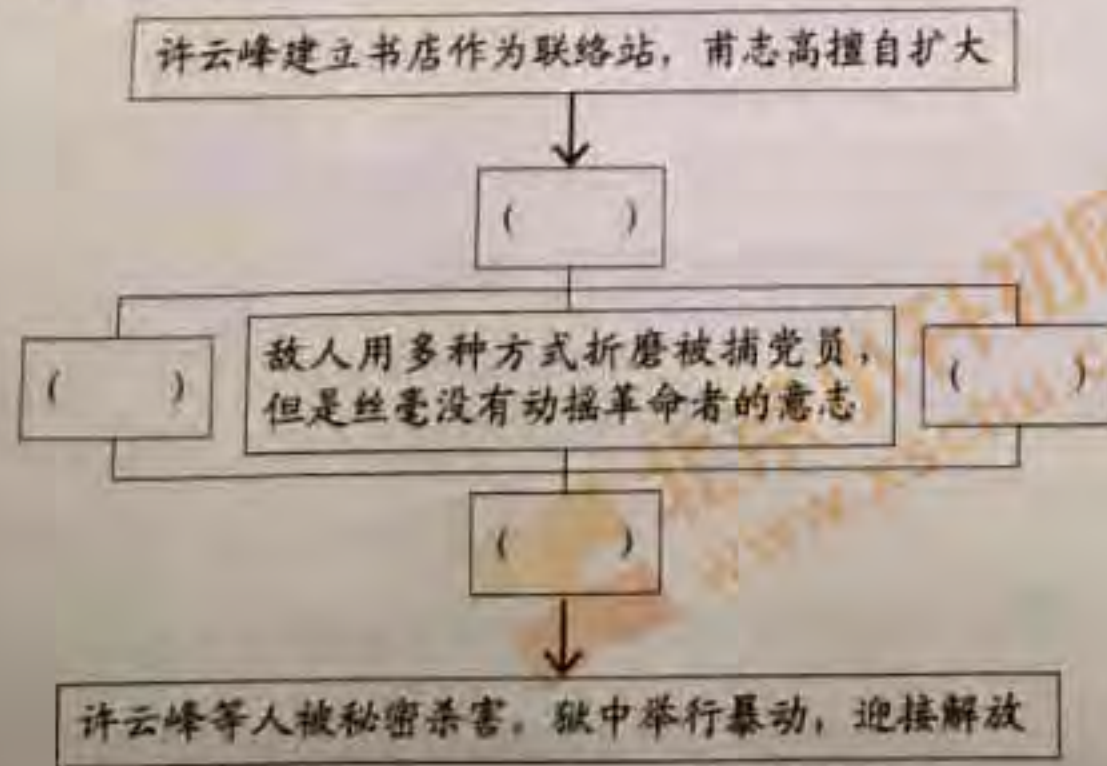 许云峰建立书店作为联络站，甫志高擅自扩大
( )
( )
敌人用多种方式折磨被捕党员，
但是丝毫没有动摇革命者的意志
( )
( )
许云峰等人被秘密杀害。狱中举行暴动，迎接解放